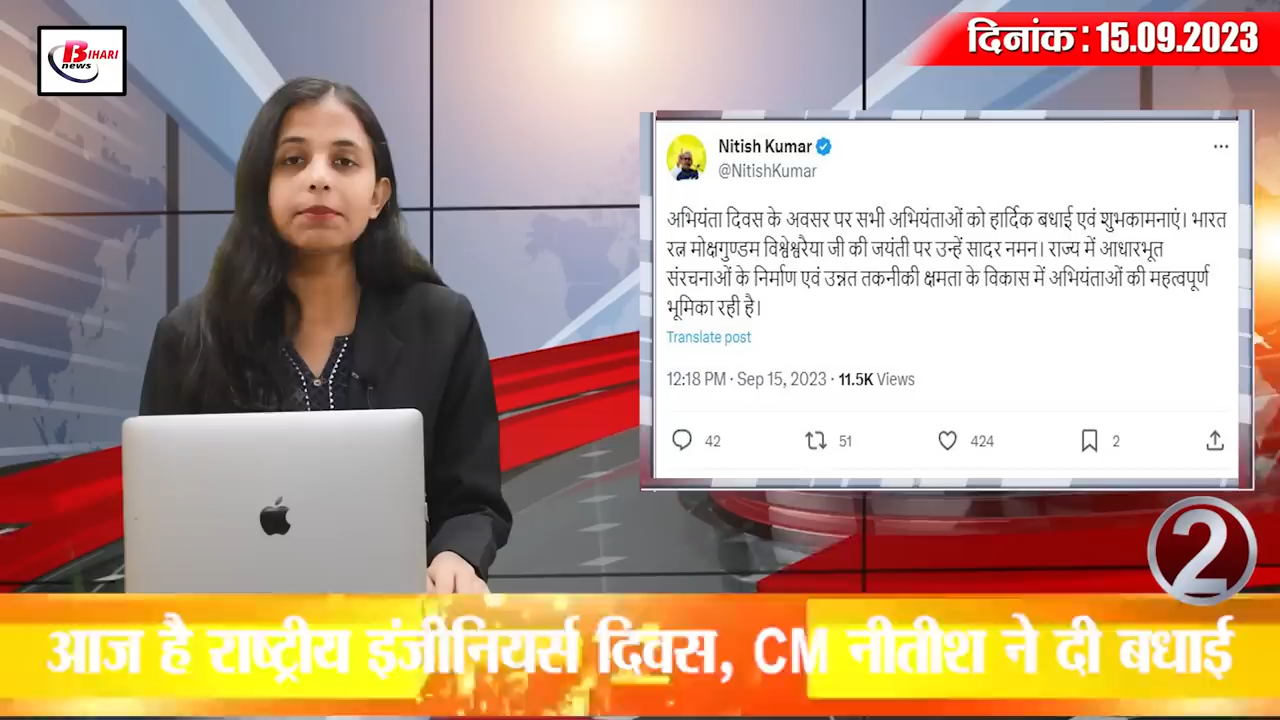 BIHARI
news
दिनांक : 15.09.2023
Nitish Kumar
@NitishKumar
अभियंता दिवस के अवसर पर सभी अभियंताओं को हार्दिक बधाई एवं शुभकामनाएं। भारत
रत्न मोक्षगुण्डम विश्वेश्वरैया जी की जयंती पर उन्हें सादर नमन। राज्य में आधारभूत
संरचनाओं के निर्माण एवं उन्नत तकनीकी क्षमता के विकास में अभियंताओं की महत्वपूर्ण
भूमिका रही है।
Translate post
12:18 PM · Sep 15, 2023 · 11.5K Views
42 51 424 2
2
आज है राष्ट्रीय इंजीनियर्स दिवस, CM नीतीश ने दी बधाई